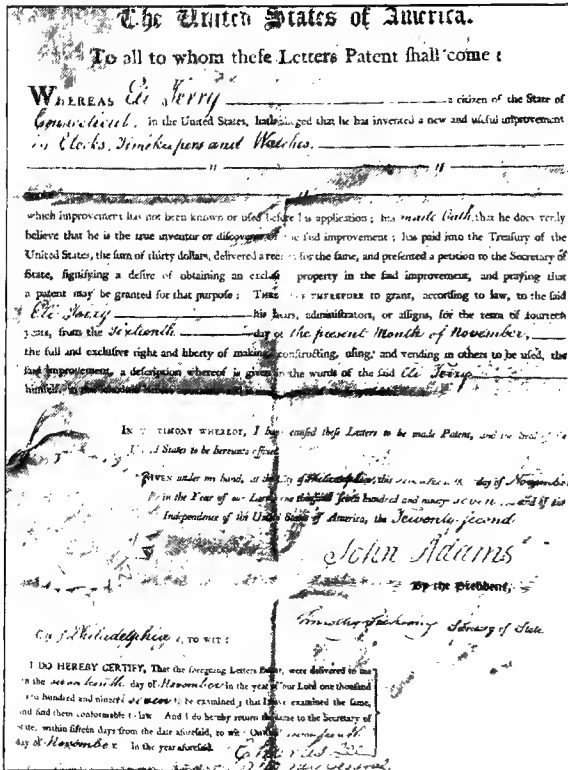 The United States of America.
To all to whom theſe Letters Patent ſhall come:
WHEREAS Eli Terry a citizen of the State of
Connecticut, in the United States, hath alleged that he has invented a new and uſeful improvement
in Clocks, Timekeepers and Watches.
" "
which improvement has not been known or uſed before his application; has made Oath, that he does verily
believe that he is the true inventor or diſcoverer of the ſaid improvement; has paid into the Treaſury of the
United States, the ſum of thirty dollars, delivered a receipt for the ſame, and preſented a petition to the Secretary of
State, ſignifying a deſire of obtaining an excluſive property in the ſaid improvement, and praying that
a patent may be granted for that purpoſe: THESE ARE THEREFORE to grant, according to law, to the ſaid
Eli Terry his heirs, adminiſtrators, or aſſigns, for the term of fourteen
years, from the Sixteenth day of the present Month of November,
the full and excluſive right and liberty of making, conſtructing, uſing, and vending to others to be uſed, the
ſaid improvement, a deſcription whereof is given in the words of the ſaid Eli Terry
himſelf, in the
IN TESTIMONY WHEREOF, I have cauſed theſe Letters to be made Patent, and the Seal of the
United States to be hereunto affixed
GIVEN under my hand, at the City of Philadelphia, this seventeenth day of November
in the Year of our Lord, one thouſand ſeven hundred and ninety seven and of the
Independence of the United States of America, the Twenty-second
John Adams
By the Preſident,
Timothy Pickering Secretary of State
City of Philadelphia, TO WIT:
I DO HEREBY CERTIFY, That the foregoing Letters Patent, were delivered to me
on the seventeenth day of November in the year of our Lord one thouſand
ſeven hundred and ninety seven to be examined; that I have examined the ſame,
and find them conformable to law. And I do hereby return the ſame to the Secretary of
State, within fifteen days from the date aforeſaid, to wit: On this seventeenth
day of November In the year aforeſaid.
Charles Lee
Attorney General.